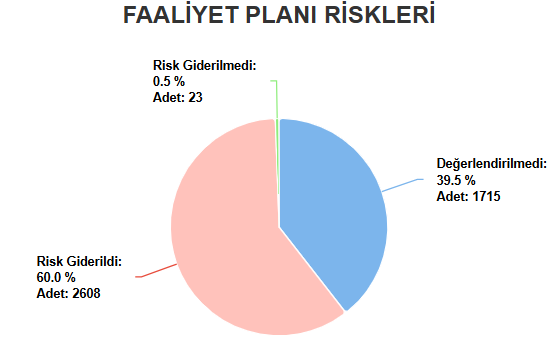 FAALİYET PLANI RİSKLERİ
Risk Giderilmedi:
0.5 %
Adet: 23
Değerlendirilmedi:
39.5 %
Adet: 1715
Risk Giderildi:
60.0 %
Adet: 2608